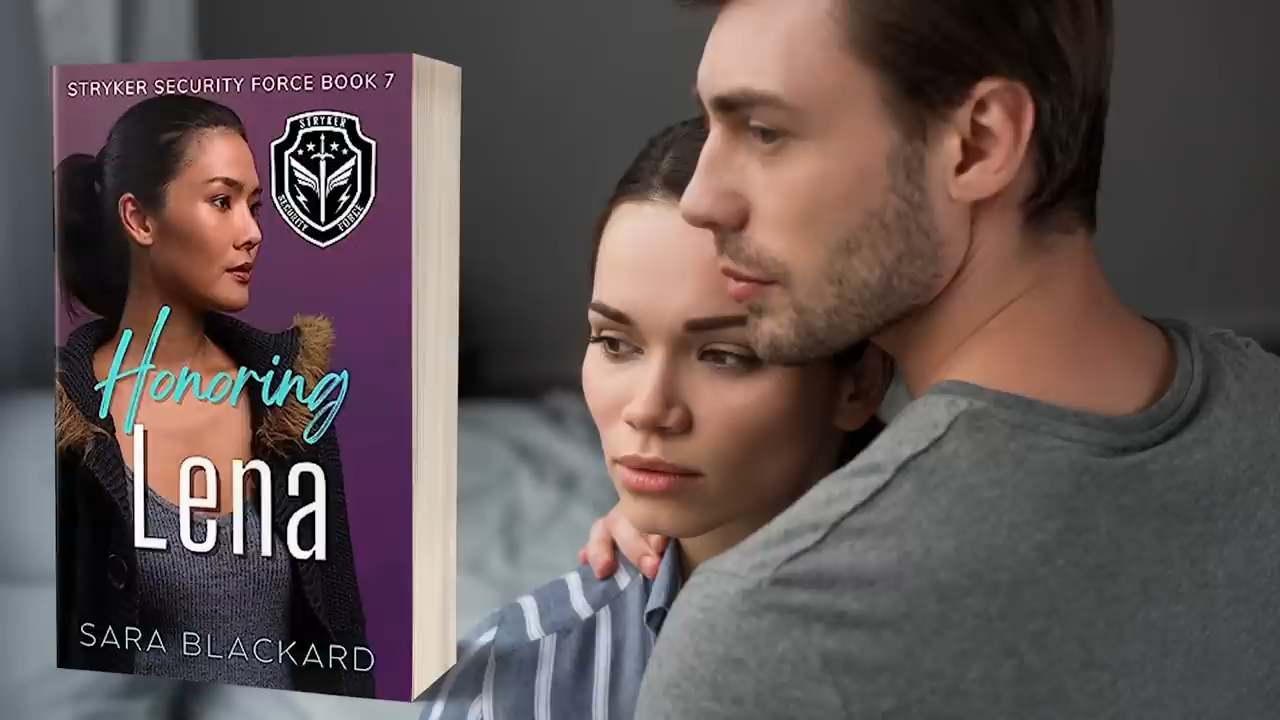 STRYKER SECURITY FORCE BOOK 7
STRYKER
SECURITY FORCE
Honoring
Lena
SARA BLACKARD